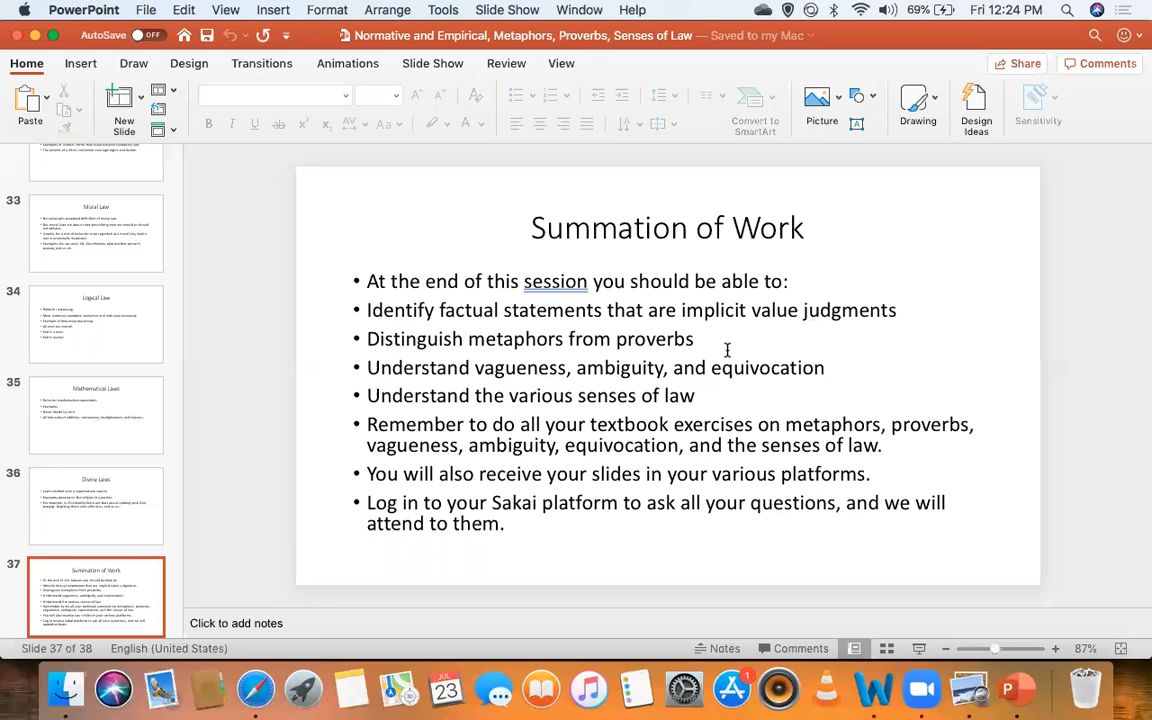 PowerPoint File Edit View Insert Format Arrange Tools Slide Show Window Help 69% Fri 12:24 PM
AutoSave OFF Normative and Empirical, Metaphors, Proverbs, Senses of Law — Saved to my Mac
Home Insert Draw Design Transitions Animations Slide Show Review View Share Comments
Paste New Slide Convert to SmartArt Picture Drawing Design Ideas Sensitivity
33
Moral Law
34
Logical Law
35
Mathematical Laws
36
Divine Laws
37
Summation of Work
Summation of Work
• At the end of this session you should be able to:
• Identify factual statements that are implicit value judgments
• Distinguish metaphors from proverbs
• Understand vagueness, ambiguity, and equivocation
• Understand the various senses of law
• Remember to do all your textbook exercises on metaphors, proverbs,
vagueness, ambiguity, equivocation, and the senses of law.
• You will also receive your slides in your various platforms.
• Log in to your Sakai platform to ask all your questions, and we will
attend to them.
Click to add notes
Slide 37 of 38 English (United States) Notes Comments 87%
JUL
23
1